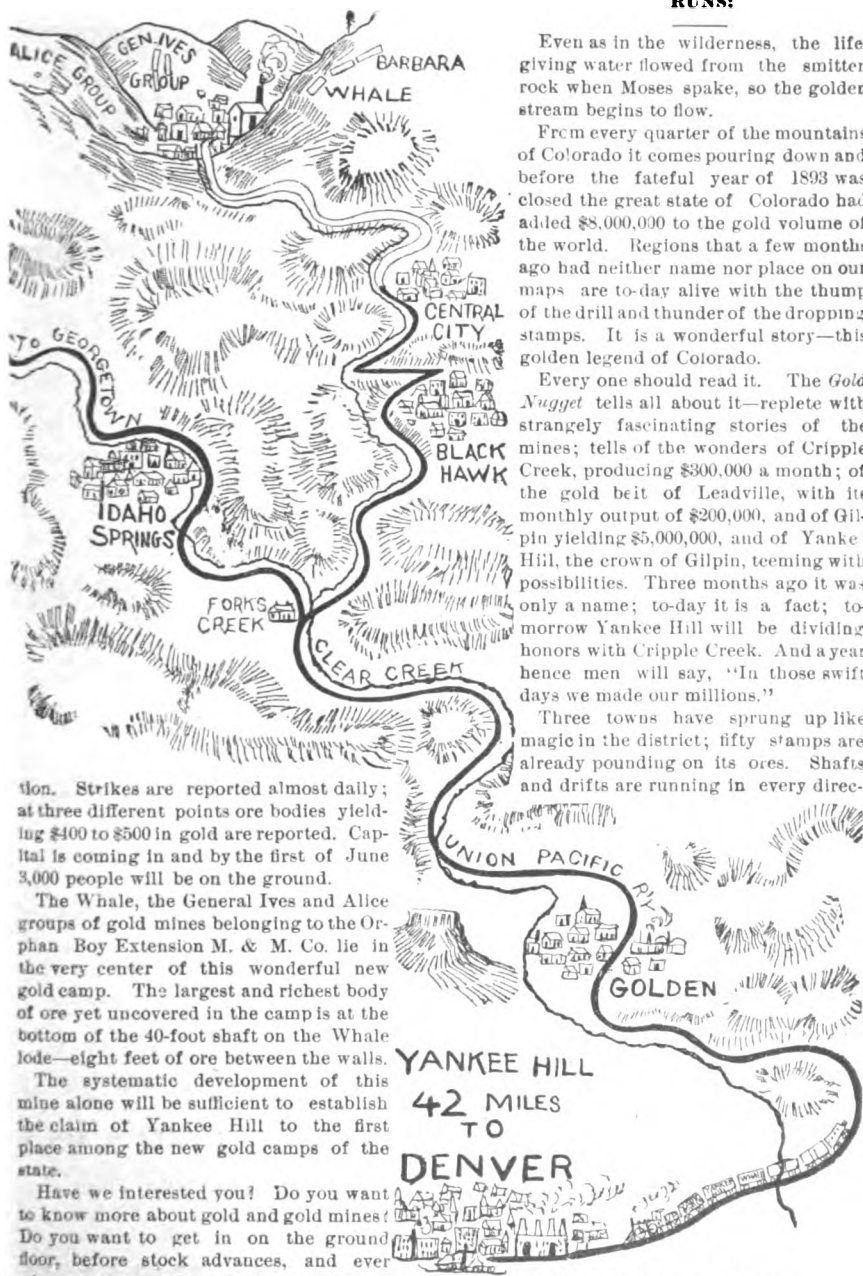 RUNS:
Even as in the wilderness, the life
giving water flowed from the smitten
rock when Moses spake, so the golden
stream begins to flow.
From every quarter of the mountains
of Colorado it comes pouring down and
before the fateful year of 1893 was
closed the great state of Colorado had
added $8,000,000 to the gold volume of
the world. Regions that a few months
ago had neither name nor place on our
maps are to-day alive with the thump
of the drill and thunder of the dropping
stamps. It is a wonderful story—this
golden legend of Colorado.
Every one should read it. The Gold
Nugget tells all about it—replete with
strangely fascinating stories of the
mines; tells of the wonders of Cripple
Creek, producing $300,000 a month; of
the gold belt of Leadville, with its
monthly output of $200,000, and of Gil-
pin yielding $5,000,000, and of Yankee
Hill, the crown of Gilpin, teeming with
possibilities. Three months ago it was
only a name; to-day it is a fact; to-
morrow Yankee Hill will be dividing
honors with Cripple Creek. And a year
hence men will say, "In those swift
days we made our millions."
Three towns have sprung up like
magic in the district; fifty stamps are
already pounding on its ores. Shafts
and drifts are running in every direc-
tion. Strikes are reported almost daily;
at three different points ore bodies yield-
ing $400 to $500 in gold are reported. Cap-
ital is coming in and by the first of June
3,000 people will be on the ground.
The Whale, the General Ives and Alice
groups of gold mines belonging to the Or-
phan Boy Extension M. & M. Co. lie in
the very center of this wonderful new
gold camp. The largest and richest body
of ore yet uncovered in the camp is at the
bottom of the 40-foot shaft on the Whale
lode—eight feet of ore between the walls.
The systematic development of this
mine alone will be sufficient to establish
the claim of Yankee Hill to the first
place among the new gold camps of the
state.
Have we interested you? Do you want
to know more about gold and gold mines?
Do you want to get in on the ground
floor, before stock advances, and ever
ALICE GROUP
GEN. IVES
GROUP
BARBARA
WHALE
CENTRAL
CITY
TO GEORGETOWN
BLACK
HAWK
IDAHO
SPRINGS
FORKS
CREEK
CLEAR CREEK
UNION PACIFIC RY
GOLDEN
YANKEE HILL
42 MILES
TO
DENVER